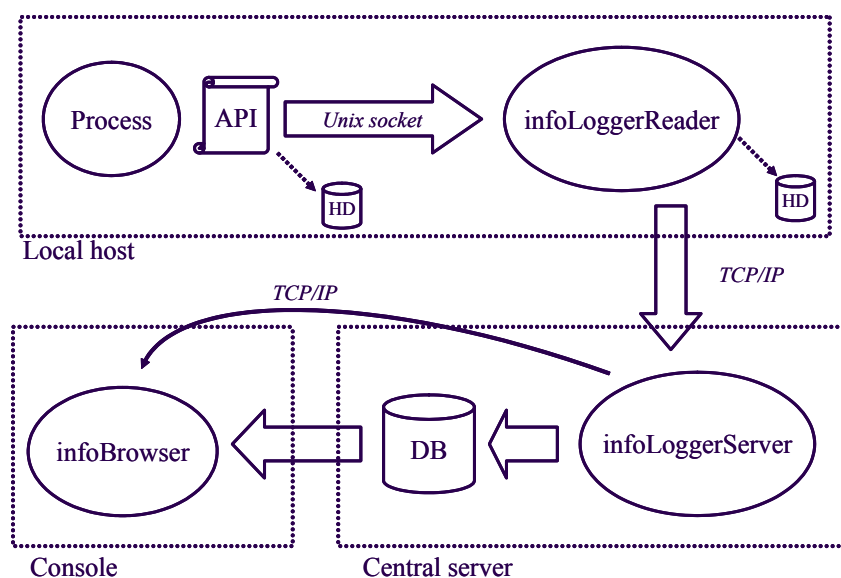 Process
API
Unix socket
infoLoggerReader
HD
HD
Local host
TCP/IP
TCP/IP
infoBrowser
DB
infoLoggerServer
Console
Central server